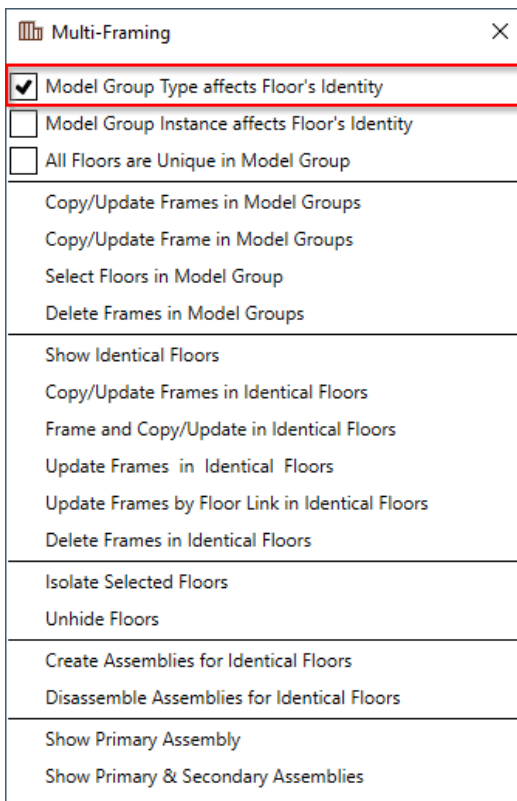 Multi-Framing
Model Group Type affects Floor's Identity
Model Group Instance affects Floor's Identity
All Floors are Unique in Model Group
Copy/Update Frames in Model Groups
Copy/Update Frame in Model Groups
Select Floors in Model Group
Delete Frames in Model Groups
Show Identical Floors
Copy/Update Frames in Identical Floors
Frame and Copy/Update in Identical Floors
Update Frames in Identical Floors
Update Frames by Floor Link in Identical Floors
Delete Frames in Identical Floors
Isolate Selected Floors
Unhide Floors
Create Assemblies for Identical Floors
Disassemble Assemblies for Identical Floors
Show Primary Assembly
Show Primary & Secondary Assemblies